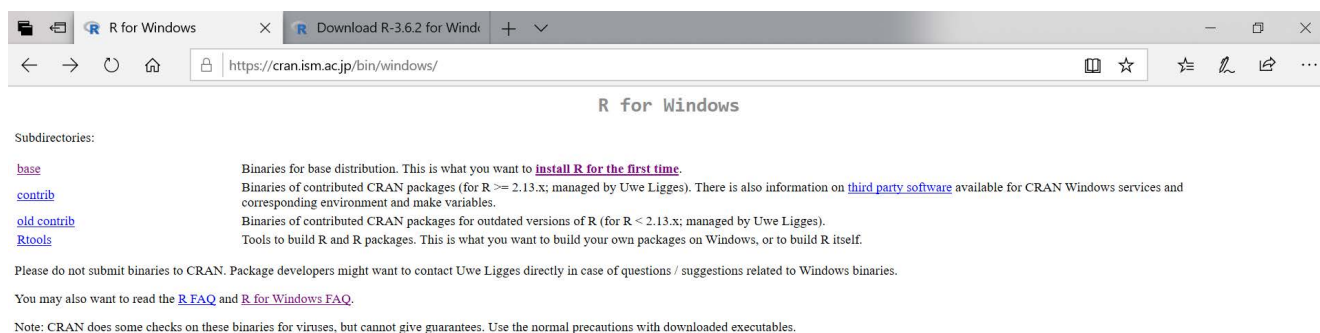 R for Windows
Download R-3.6.2 for Windo
https://cran.ism.ac.jp/bin/windows/
R for Windows
Subdirectories:
base Binaries for base distribution. This is what you want to install R for the first time.
contrib Binaries of contributed CRAN packages (for R >= 2.13.x; managed by Uwe Ligges). There is also information on third party software available for CRAN Windows services and
corresponding environment and make variables.
old contrib Binaries of contributed CRAN packages for outdated versions of R (for R < 2.13.x; managed by Uwe Ligges).
Rtools Tools to build R and R packages. This is what you want to build your own packages on Windows, or to build R itself.
Please do not submit binaries to CRAN. Package developers might want to contact Uwe Ligges directly in case of questions / suggestions related to Windows binaries.
You may also want to read the R FAQ and R for Windows FAQ.
Note: CRAN does some checks on these binaries for viruses, but cannot give guarantees. Use the normal precautions with downloaded executables.